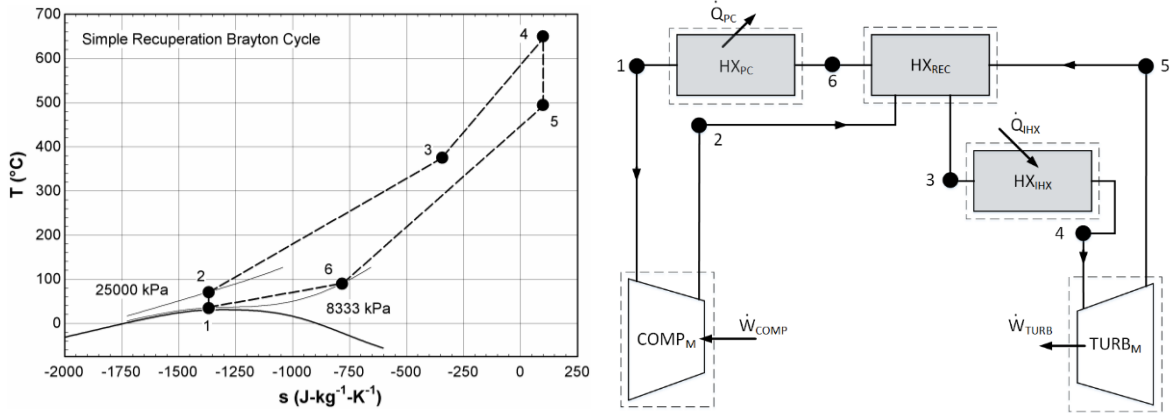 Simple Recuperation Brayton Cycle
T (°C)
700
600
500
400
300
200
100
0
-2000 -1750 -1500 -1250 -1000 -750 -500 -250 0 250
s (J-kg⁻¹-K⁻¹)
4
5
3
2
6
1
25000 kPa
8333 kPa
Q̇PC
1
HXPC
6
HXREC
5
2
Q̇IHX
3
HXIHX
4
COMPM
ẆCOMP
ẆTURB
TURBM